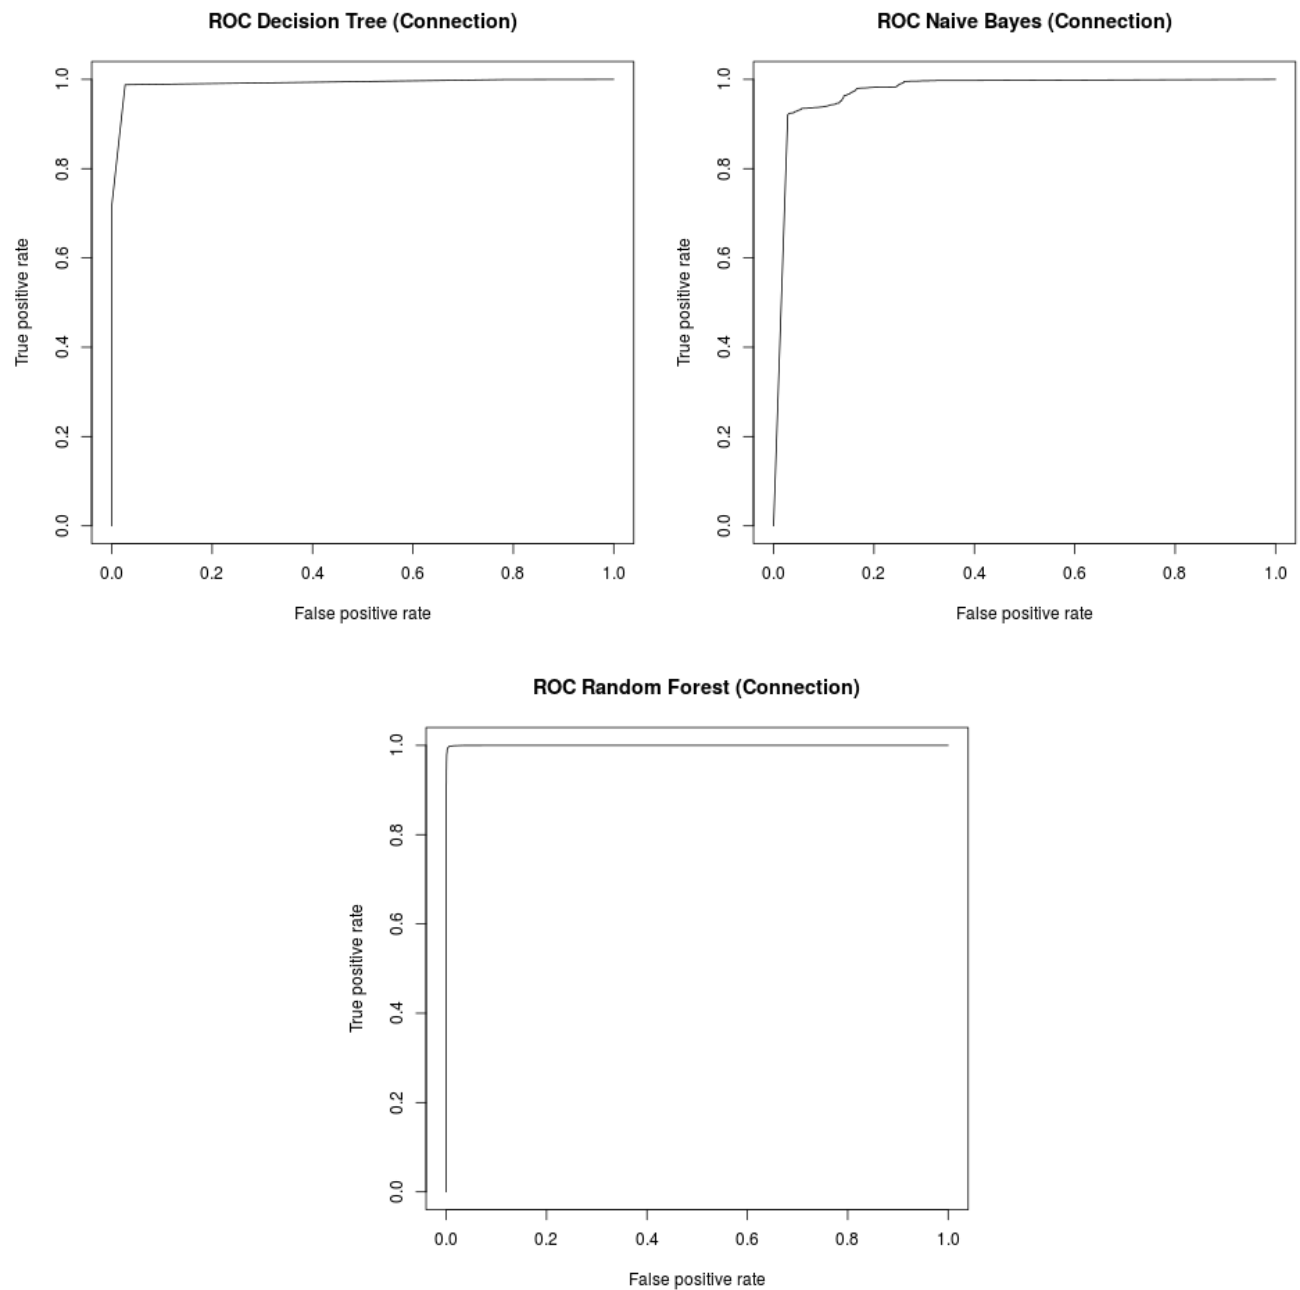 ROC Decision Tree (Connection)
True positive rate
1.0
0.8
0.6
0.4
0.2
0.0
0.0 0.2 0.4 0.6 0.8 1.0
False positive rate
ROC Naive Bayes (Connection)
True positive rate
1.0
0.8
0.6
0.4
0.2
0.0
0.0 0.2 0.4 0.6 0.8 1.0
False positive rate
ROC Random Forest (Connection)
True positive rate
1.0
0.8
0.6
0.4
0.2
0.0
0.0 0.2 0.4 0.6 0.8 1.0
False positive rate